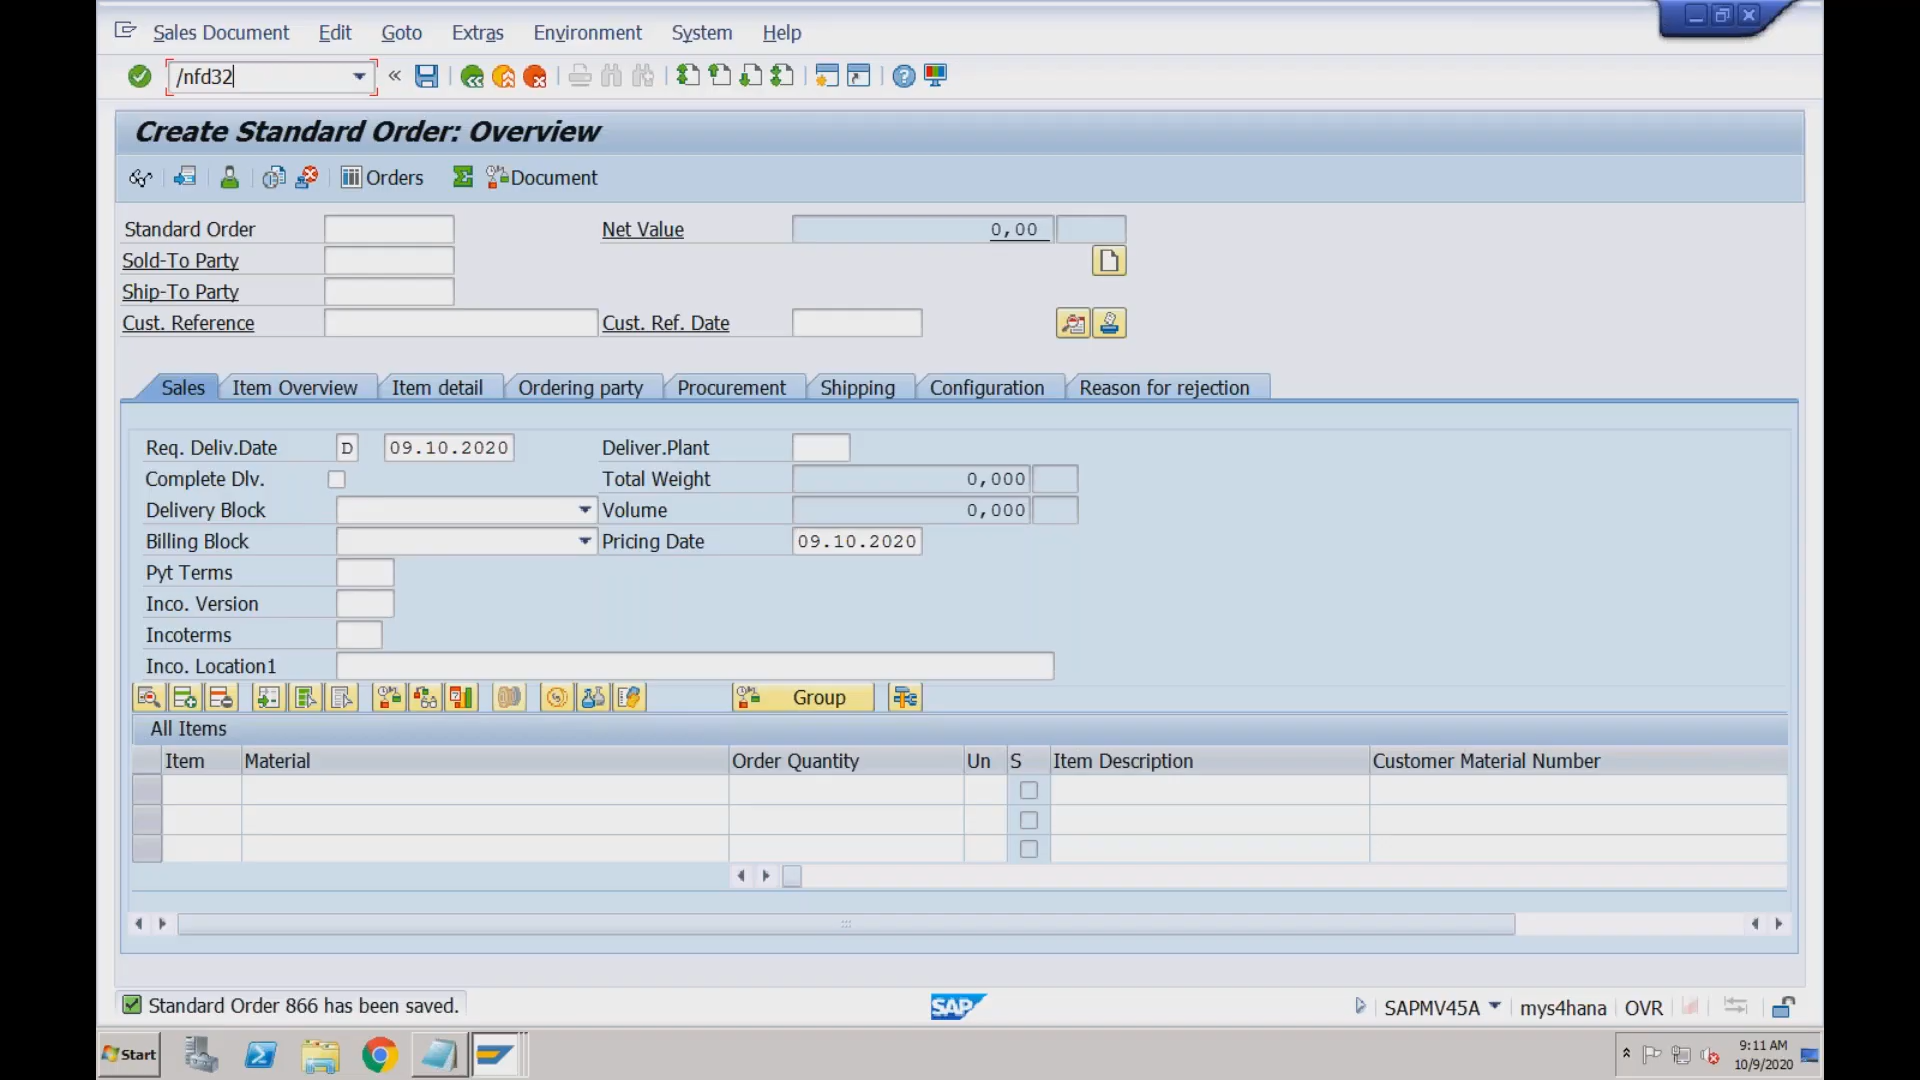 Sales Document Edit Goto Extras Environment System Help
/nfd32
Create Standard Order: Overview
Orders Document
Standard Order Net Value 0,00
Sold-To Party
Ship-To Party
Cust. Reference Cust. Ref. Date
Sales Item Overview Item detail Ordering party Procurement Shipping Configuration Reason for rejection
Req. Deliv.Date D 09.10.2020 Deliver.Plant
Complete Dlv. Total Weight 0,000
Delivery Block Volume 0,000
Billing Block Pricing Date 09.10.2020
Pyt Terms
Inco. Version
Incoterms
Inco. Location1
Group
All Items
Item Material Order Quantity Un S Item Description Customer Material Number
Standard Order 866 has been saved. SAP SAPMV45A mys4hana OVR
Start 9:11 AM
10/9/2020